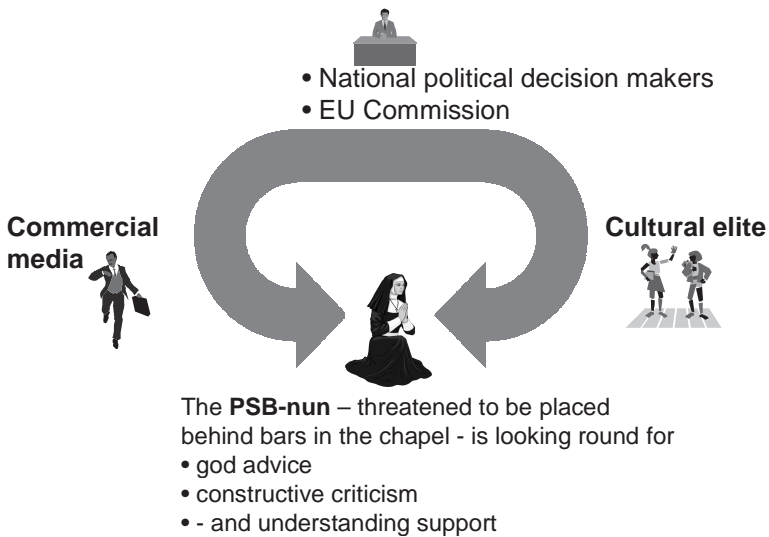 • National political decision makers
• EU Commission
Commercial
media
Cultural elite
The PSB-nun – threatened to be placed
behind bars in the chapel - is looking round for
• god advice
• constructive criticism
• - and understanding support